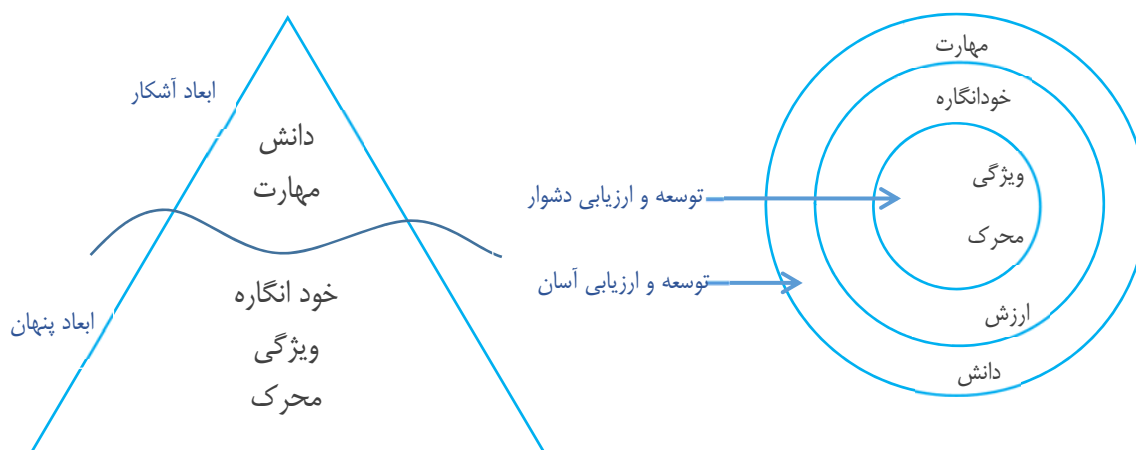 مهارت
خودانگاره
ویژگی
محرک
ارزش
دانش
توسعه و ارزیابی دشوار
توسعه و ارزیابی آسان
ابعاد آشکار
دانش
مهارت
خود انگاره
ویژگی
محرک
ابعاد پنهان